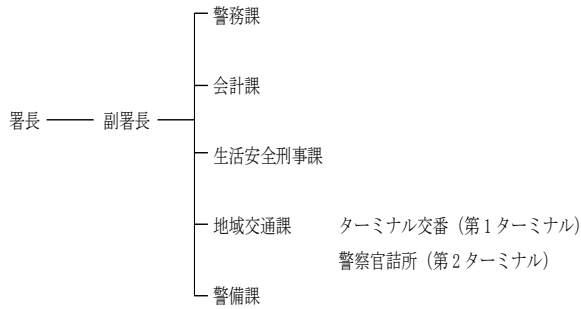 警務課
会計課
署長 副署長
生活安全刑事課
地域交通課 ターミナル交番（第1ターミナル）
警察官詰所（第2ターミナル）
警備課